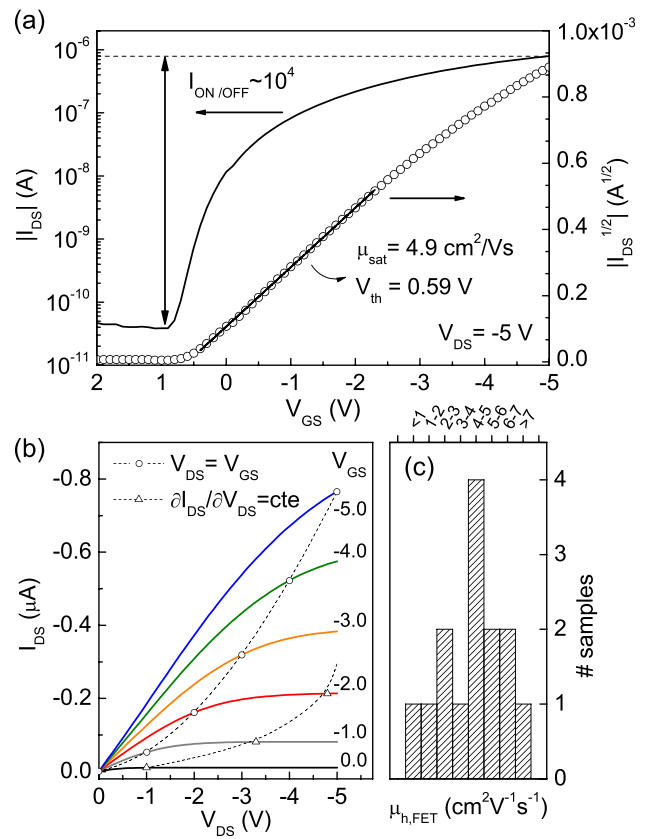 (a)
10⁻⁶
10⁻⁷
10⁻⁸
10⁻⁹
10⁻¹⁰
10⁻¹¹
|I_DS| (A)
I_ON/OFF~10⁴
μ_sat= 4.9 cm²/Vs
V_th = 0.59 V
V_DS= -5 V
1.0x10⁻³
0.8
0.6
0.4
0.2
0.0
|I_DS^1/2| (A^1/2)
2 1 0 -1 -2 -3 -4 -5
V_GS (V)
(b)
-0.8
-0.6
-0.4
-0.2
0.0
I_DS (μA)
V_DS= V_GS
∂I_DS/∂V_DS=cte
V_GS
-5.0
-4.0
-3.0
-2.0
-1.0
0.0
0 -1 -2 -3 -4 -5
V_DS (V)
<1 1-2 2-3 3-4 4-5 5-6 6-7 >7
(c)
4
3
2
1
0
# samples
μ_h,FET (cm²V⁻¹s⁻¹)